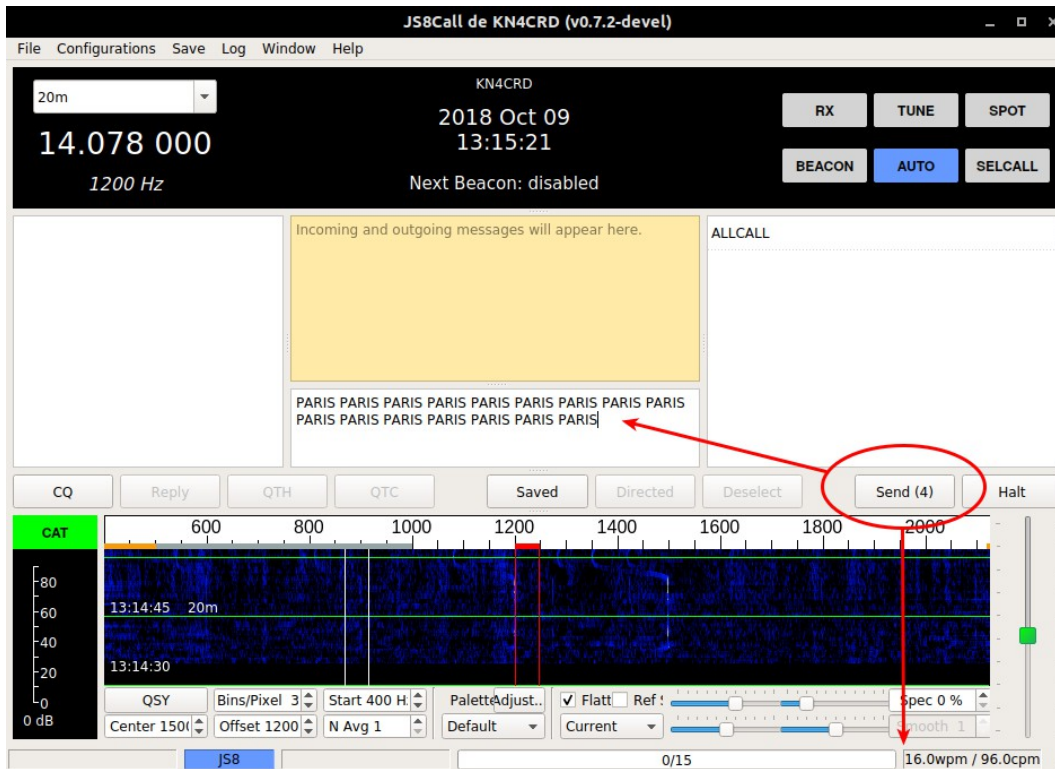 JS8Call de KN4CRD (v0.7.2-devel)
File Configurations Save Log Window Help
20m
14.078 000
1200 Hz
KN4CRD
2018 Oct 09
13:15:21
Next Beacon: disabled
RX TUNE SPOT
BEACON AUTO SELCALL
Incoming and outgoing messages will appear here.
ALLCALL
PARIS PARIS PARIS PARIS PARIS PARIS PARIS PARIS PARIS
PARIS PARIS PARIS PARIS PARIS PARIS PARIS
CQ Reply QTH QTC Saved Directed Deselect Send (4) Halt
CAT
600 800 1000 1200 1400 1600 1800 2000
80
60
40
20
0
0 dB
13:14:45 20m
13:14:30
QSY Bins/Pixel 3 Start 400 H Palette Adjust.. Flatt Ref Spec 0 %
Center 150 Offset 1200 N Avg 1 Default Current Smooth 1
JS8 0/15 16.0wpm / 96.0cpm